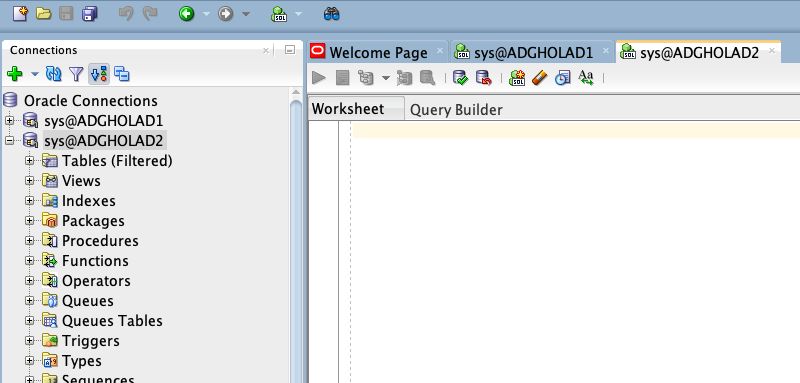 Connections
Oracle Connections
sys@ADGHOLAD1
sys@ADGHOLAD2
Tables (Filtered)
Views
Indexes
Packages
Procedures
Functions
Operators
Queues
Queues Tables
Triggers
Types
Sequences
Welcome Page
sys@ADGHOLAD1
sys@ADGHOLAD2
Worksheet
Query Builder